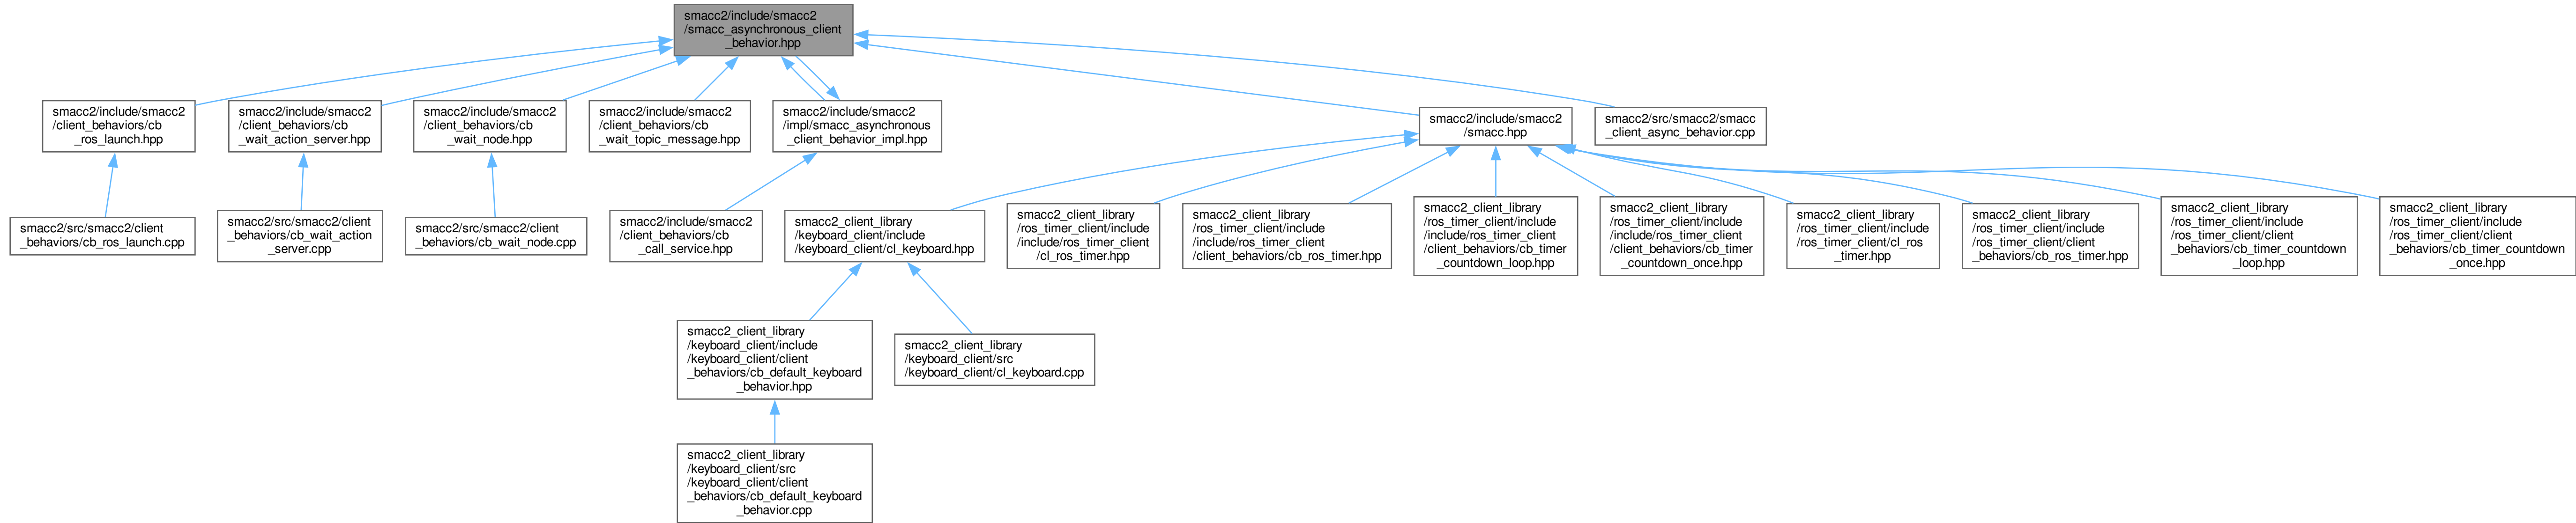 smacc2/include/smacc2
/smacc_asynchronous_client
_behavior.hpp
smacc2/include/smacc2
/client_behaviors/cb
_ros_launch.hpp
smacc2/include/smacc2
/client_behaviors/cb
_wait_action_server.hpp
smacc2/include/smacc2
/client_behaviors/cb
_wait_node.hpp
smacc2/include/smacc2
/client_behaviors/cb
_wait_topic_message.hpp
smacc2/include/smacc2
/impl/smacc_asynchronous
_client_behavior_impl.hpp
smacc2/include/smacc2
/smacc.hpp
smacc2/src/smacc2/smacc
_client_async_behavior.cpp
smacc2/src/smacc2/client
_behaviors/cb_ros_launch.cpp
smacc2/src/smacc2/client
_behaviors/cb_wait_action
_server.cpp
smacc2/src/smacc2/client
_behaviors/cb_wait_node.cpp
smacc2/include/smacc2
/client_behaviors/cb
_call_service.hpp
smacc2_client_library
/keyboard_client/include
/keyboard_client/cl_keyboard.hpp
smacc2_client_library
/ros_timer_client/include
/include/ros_timer_client
/cl_ros_timer.hpp
smacc2_client_library
/ros_timer_client/include
/include/ros_timer_client
/client_behaviors/cb_ros_timer.hpp
smacc2_client_library
/ros_timer_client/include
/include/ros_timer_client
/client_behaviors/cb_timer
_countdown_loop.hpp
smacc2_client_library
/ros_timer_client/include
/include/ros_timer_client
/client_behaviors/cb_timer
_countdown_once.hpp
smacc2_client_library
/ros_timer_client/include
/ros_timer_client/cl_ros
_timer.hpp
smacc2_client_library
/ros_timer_client/include
/ros_timer_client/client
_behaviors/cb_ros_timer.hpp
smacc2_client_library
/ros_timer_client/include
/ros_timer_client/client
_behaviors/cb_timer_countdown
_loop.hpp
smacc2_client_library
/ros_timer_client/include
/ros_timer_client/client
_behaviors/cb_timer_countdown
_once.hpp
smacc2_client_library
/keyboard_client/include
/keyboard_client/client
_behaviors/cb_default_keyboard
_behavior.hpp
smacc2_client_library
/keyboard_client/src
/keyboard_client/cl_keyboard.cpp
smacc2_client_library
/keyboard_client/src
/keyboard_client/client
_behaviors/cb_default_keyboard
_behavior.cpp